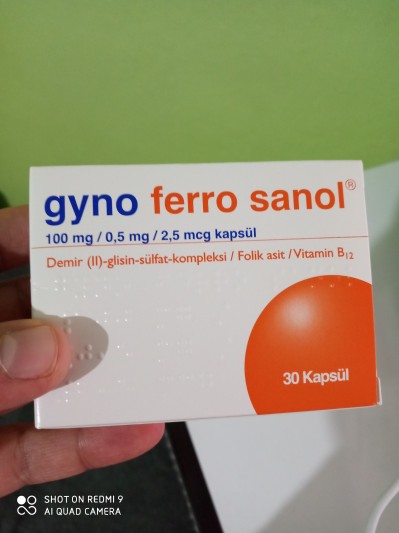 gyno ferro sanol®
100 mg / 0,5 mg / 2,5 mcg kapsül
Demir (II)-glisin-sülfat-kompleksi / Folik asit / Vitamin B12
30 Kapsül
SHOT ON REDMI 9
AI QUAD CAMERA